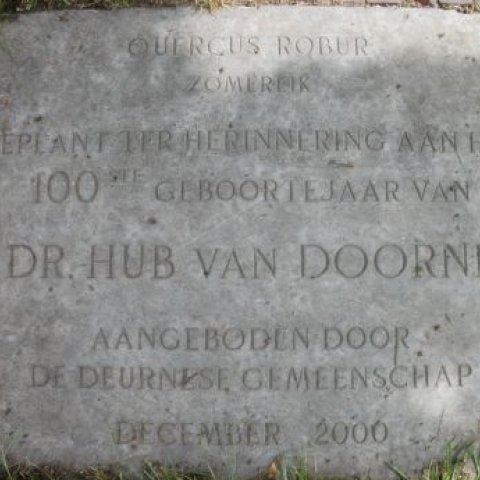 QUERCUS ROBUR
ZOMEREIK
EPLANT TER HERINNERING AAN H
100STE GEBOORTEJAAR VAN
DR. HUB VAN DOORNE
AANGEBODEN DOOR
DE DEURNESE GEMEENSCHAP
DECEMBER 2000